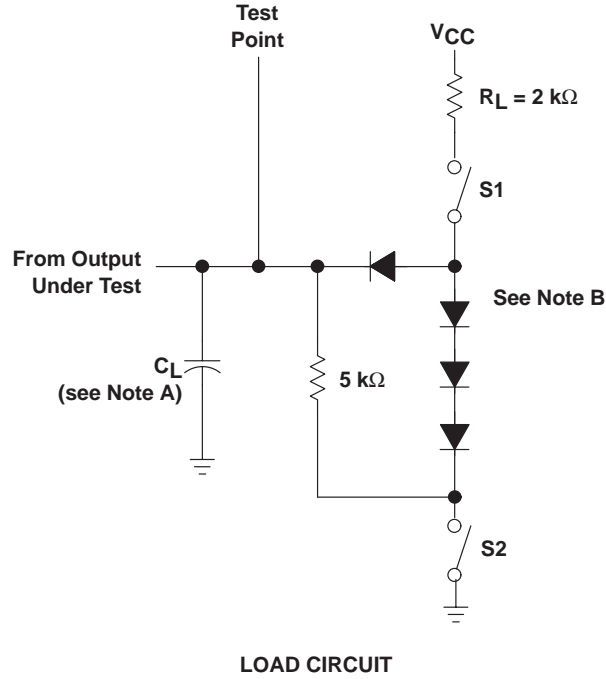 Test
Point
VCC
RL = 2 kΩ
S1
From Output
Under Test
See Note B
CL
(see Note A)
5 kΩ
S2
LOAD CIRCUIT